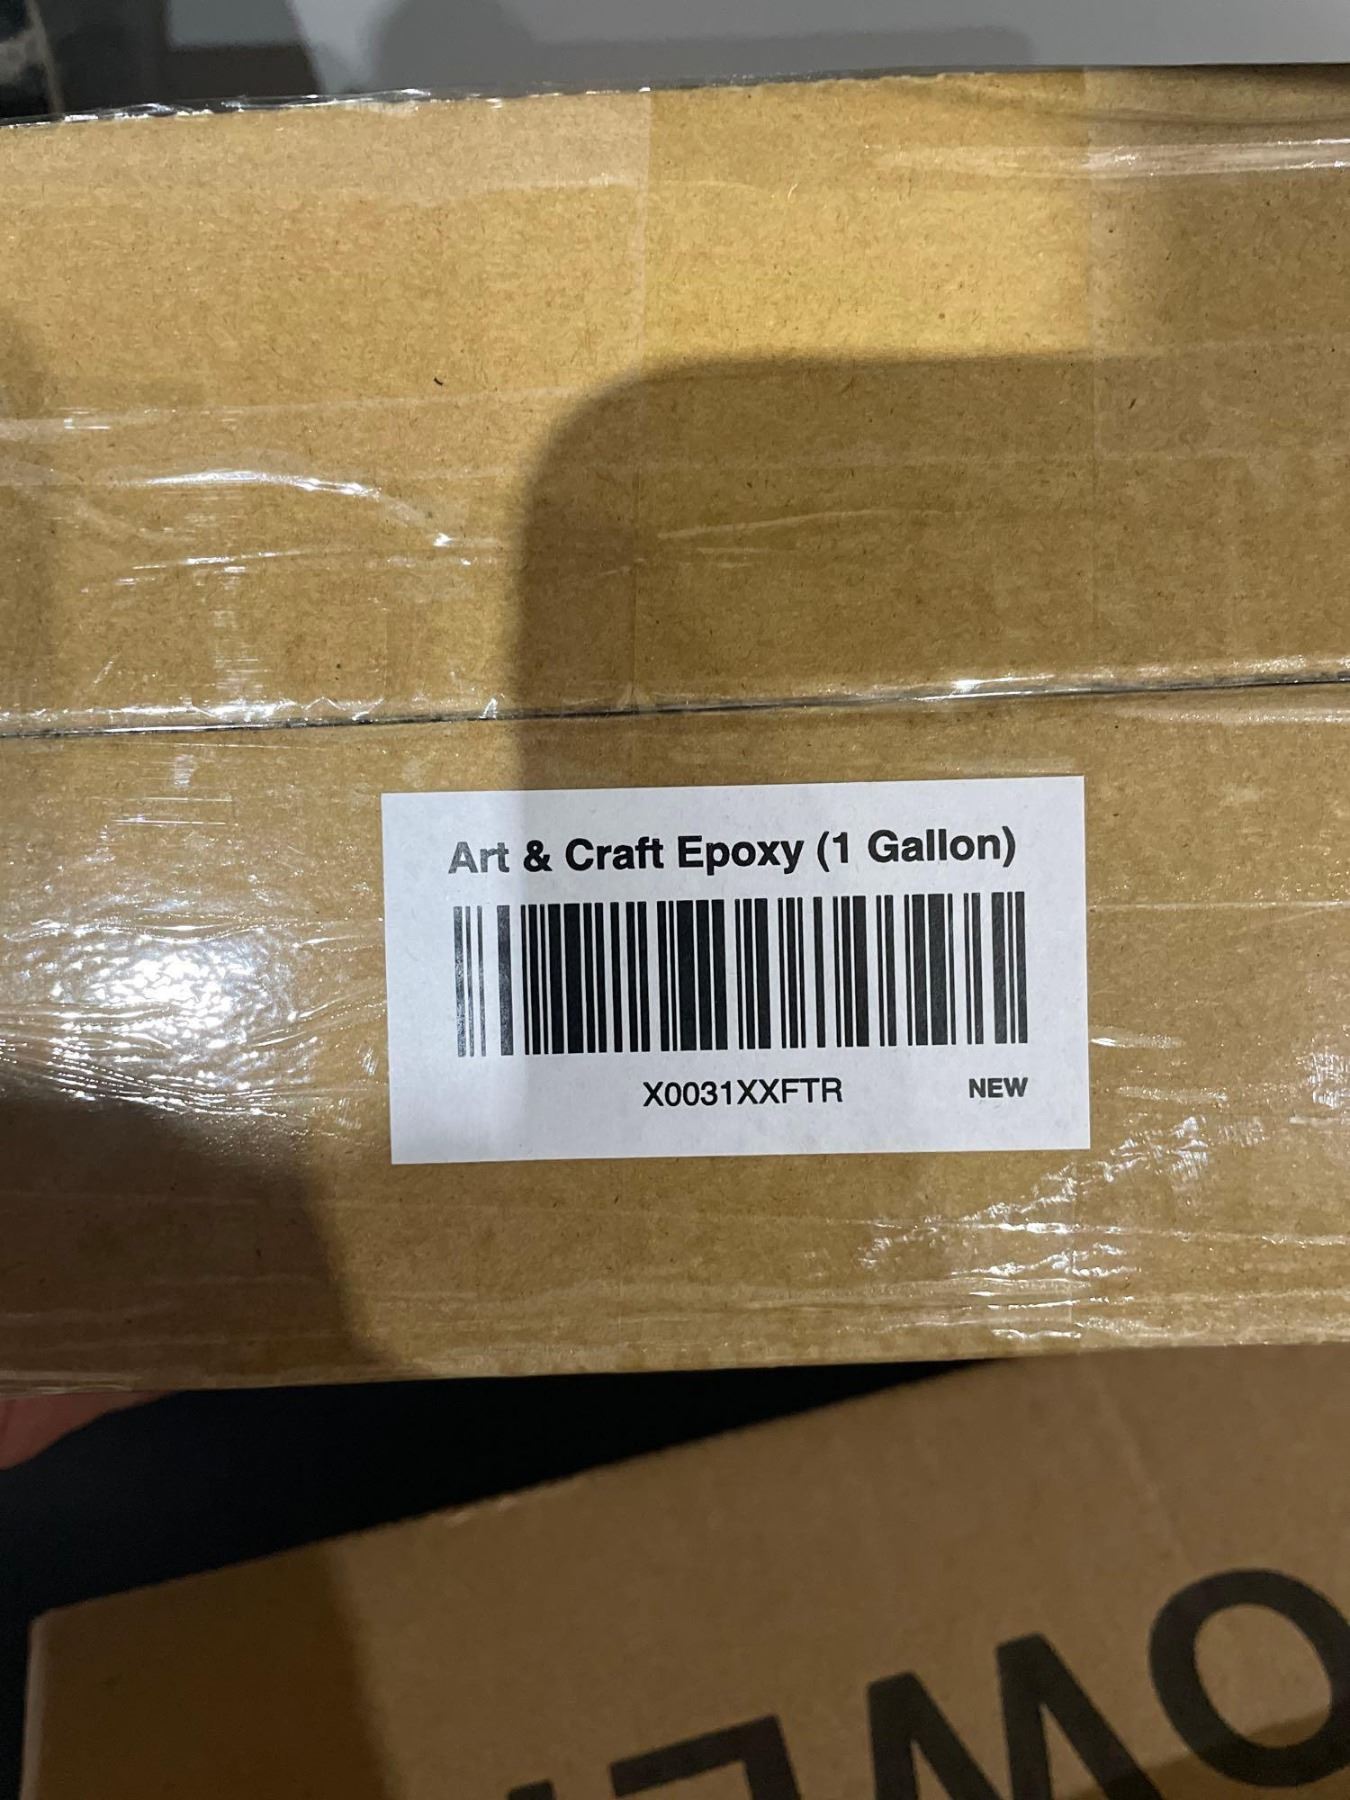 Art & Craft Epoxy (1 Gallon)
X0031XXFTR NEW